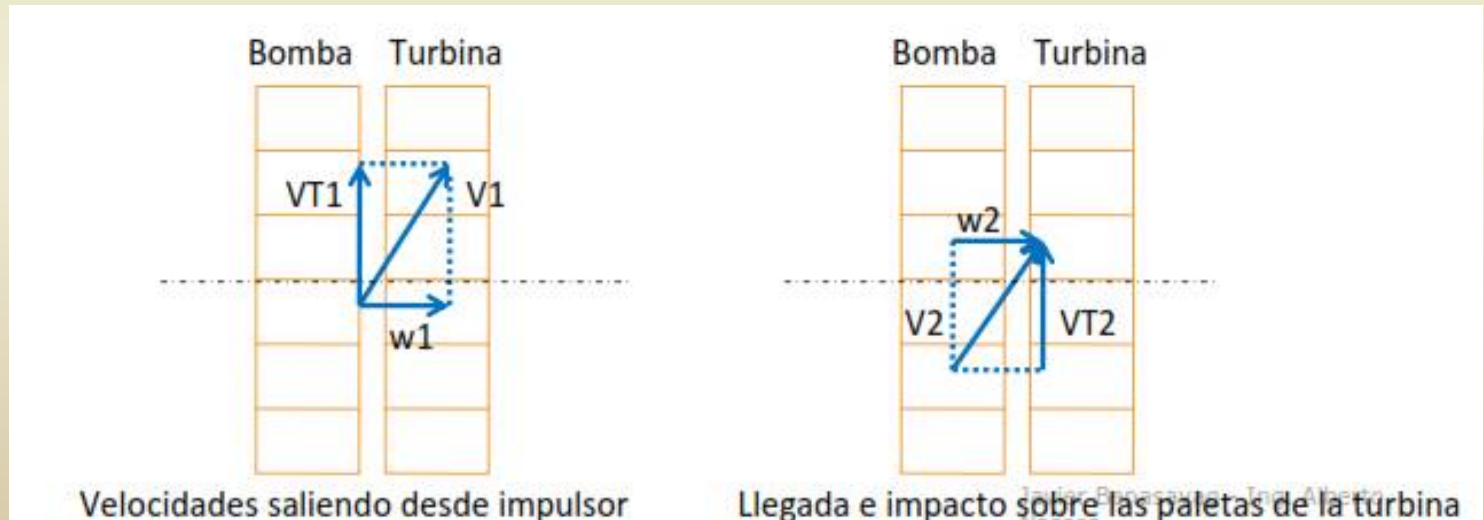 Bomba Turbina
VT1 V1
w1
Velocidades saliendo desde impulsor
Bomba Turbina
w2
V2 VT2
Llegada e impacto sobre las paletas de la turbina